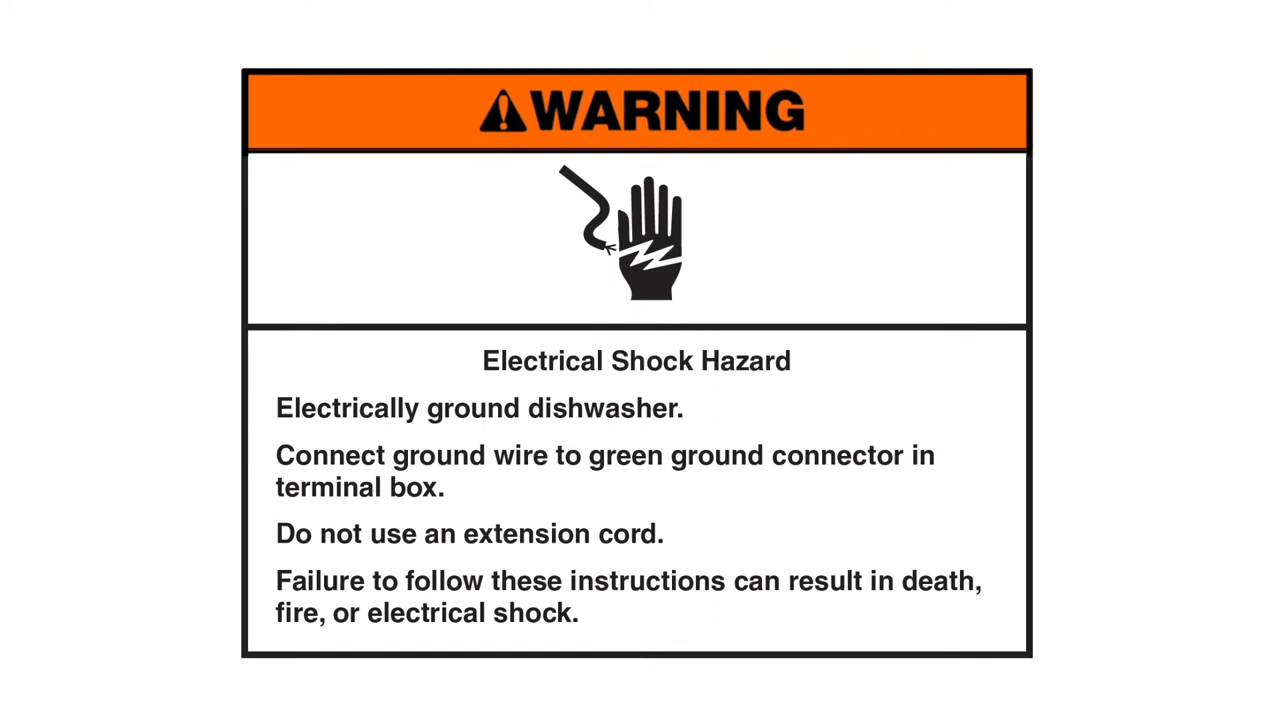 WARNING
Electrical Shock Hazard
Electrically ground dishwasher.
Connect ground wire to green ground connector in
terminal box.
Do not use an extension cord.
Failure to follow these instructions can result in death,
fire, or electrical shock.